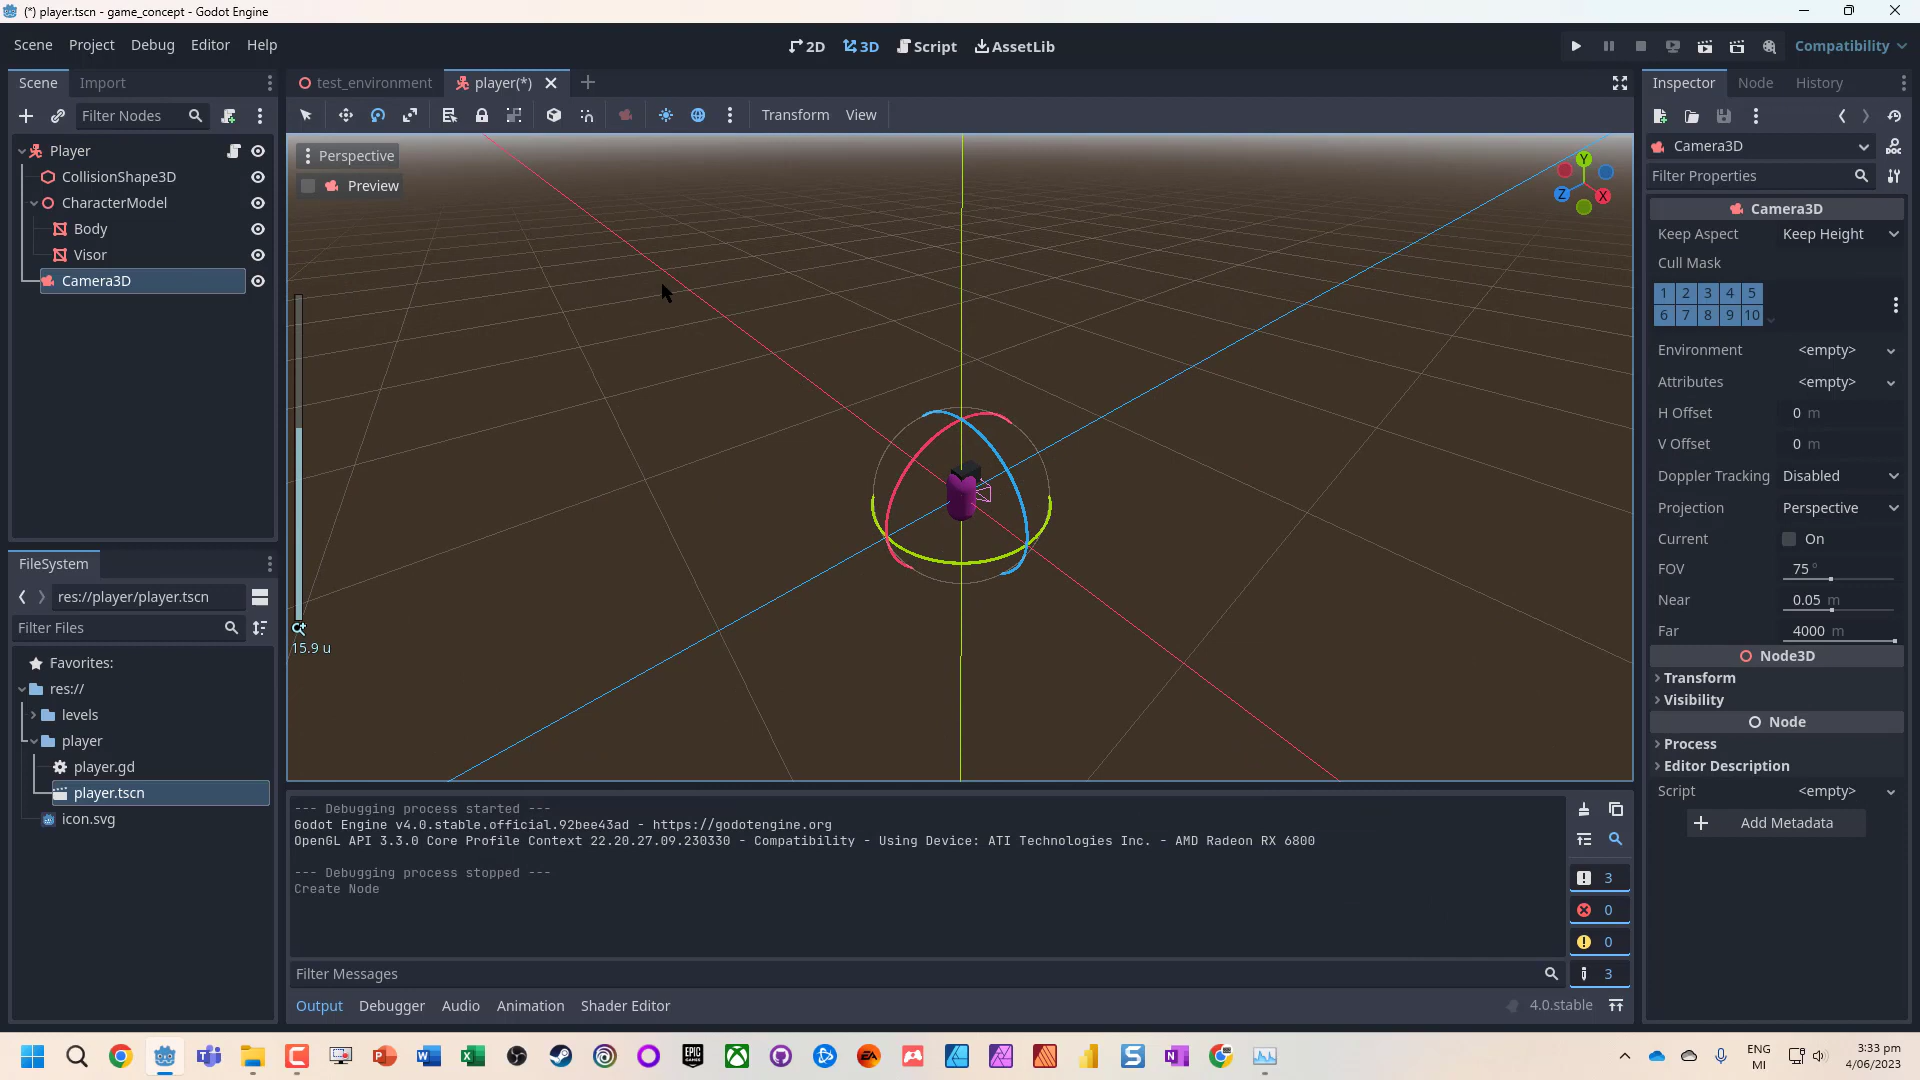 (*) player.tscn - game_concept - Godot Engine
Scene Project Debug Editor Help
2D 3D Script AssetLib
Compatibility
Scene Import
test_environment player(*)
Inspector Node History
Filter Nodes
Transform View
Player
CollisionShape3D
CharacterModel
Body
Visor
Camera3D
Perspective
Preview
Y
Z
X
15.9 u
Camera3D
Filter Properties
Camera3D
Keep Aspect Keep Height
Cull Mask
1 2 3 4 5
6 7 8 9 10
Environment <empty>
Attributes <empty>
H Offset 0 m
V Offset 0 m
Doppler Tracking Disabled
Projection Perspective
Current On
FOV 75 °
Near 0.05 m
Far 4000 m
Node3D
Transform
Visibility
Node
Process
Editor Description
Script <empty>
Add Metadata
FileSystem
res://player/player.tscn
Filter Files
Favorites:
res://
levels
player
player.gd
player.tscn
icon.svg
--- Debugging process started ---
Godot Engine v4.0.stable.official.92bee43ad - https://godotengine.org
OpenGL API 3.3.0 Core Profile Context 22.20.27.09.230330 - Compatibility - Using Device: ATI Technologies Inc. - AMD Radeon RX 6800
--- Debugging process stopped ---
Create Node
3
0
0
3
Filter Messages
Output Debugger Audio Animation Shader Editor
4.0.stable
ENG
MI
3:33 pm
4/06/2023